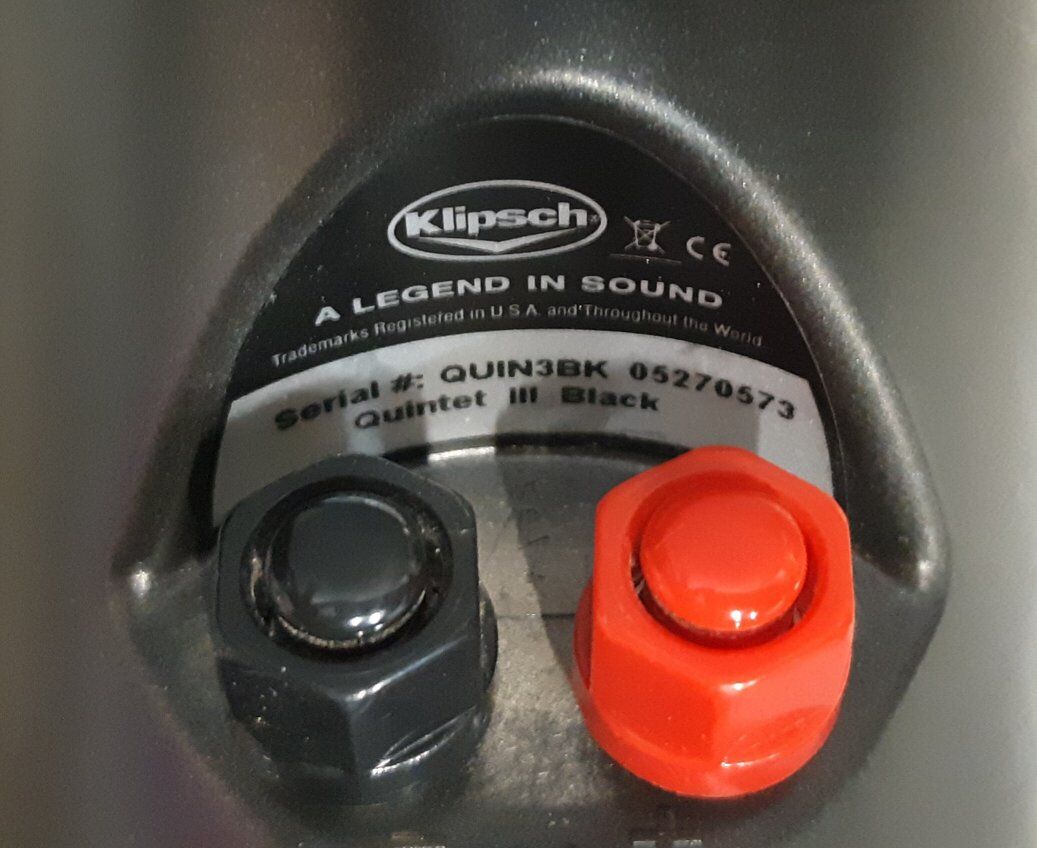 Klipsch®
CE
A LEGEND IN SOUND
Trademarks Registered in U S A. and Throughout the World
Serial #: QUIN3BK 05270573
Quintet III Black